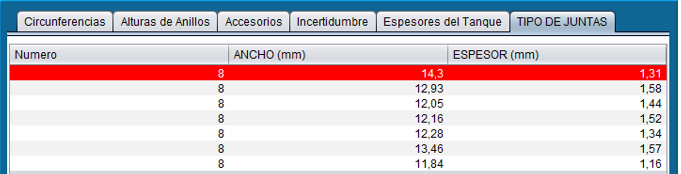 Circunferencias Alturas de Anillos Accesorios Incertidumbre Espesores del Tanque TIPO DE JUNTAS
Numero ANCHO (mm) ESPESOR (mm)
8 14,3 1,31
8 12,93 1,58
8 12,05 1,44
8 12,16 1,52
8 12,28 1,34
8 13,46 1,57
8 11,84 1,16